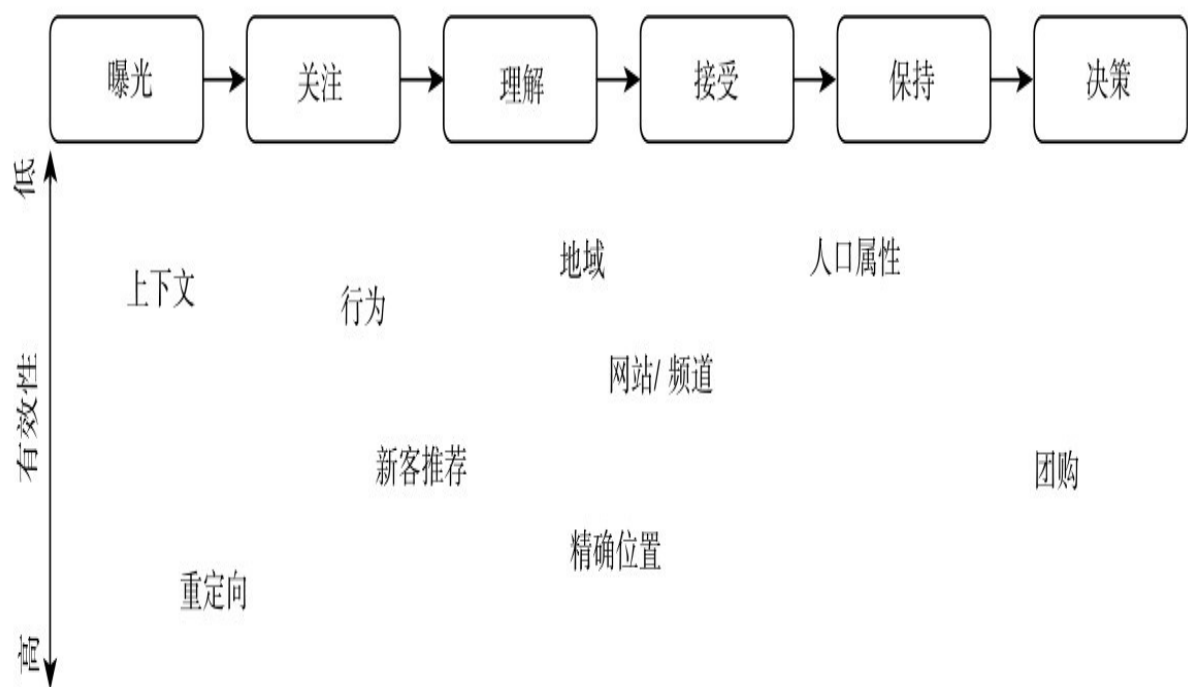 曝光
关注
理解
接受
保持
决策
低
有效性
高
地域
人口属性
上下文
行为
网站/ 频道
新客推荐
团购
精确位置
重定向